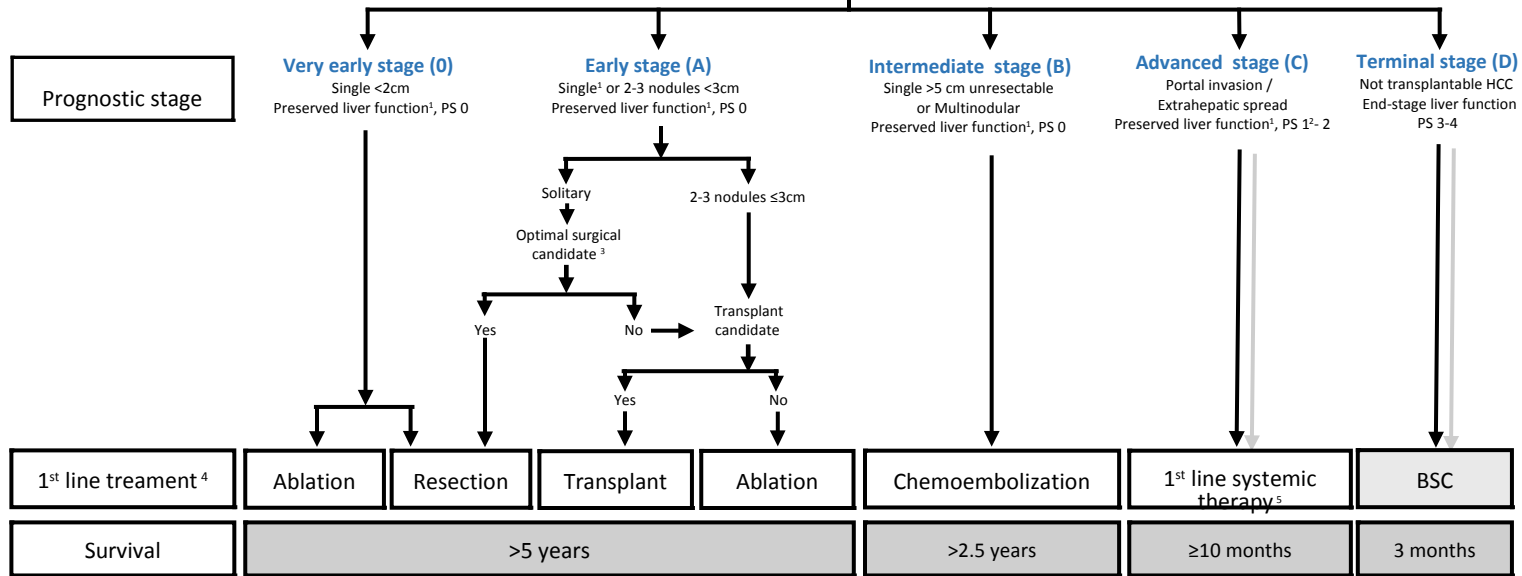 Prognostic stage
Very early stage (0)
Single <2cm
Preserved liver function¹, PS 0
Early stage (A)
Single¹ or 2-3 nodules <3cm
Preserved liver function¹, PS 0
Intermediate stage (B)
Single >5 cm unresectable
or Multinodular
Preserved liver function¹, PS 0
Advanced stage (C)
Portal invasion /
Extrahepatic spread
Preserved liver function¹, PS 1²- 2
Terminal stage (D)
Not transplantable HCC
End-stage liver function
PS 3-4
Solitary
2-3 nodules ≤3cm
Optimal surgical
candidate ³
Yes
No
Transplant
candidate
Yes
No
1st line treament ⁴
Ablation
Resection
Transplant
Ablation
Chemoembolization
1st line systemic
therapy ⁵
BSC
Survival
>5 years
>2.5 years
≥10 months
3 months